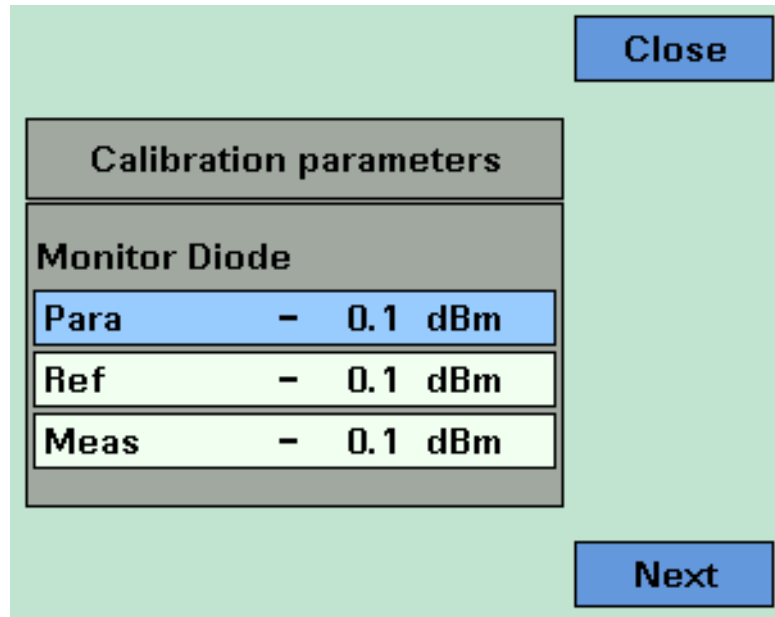 Close
Calibration parameters
Monitor Diode
Para - 0.1 dBm
Ref - 0.1 dBm
Meas - 0.1 dBm
Next